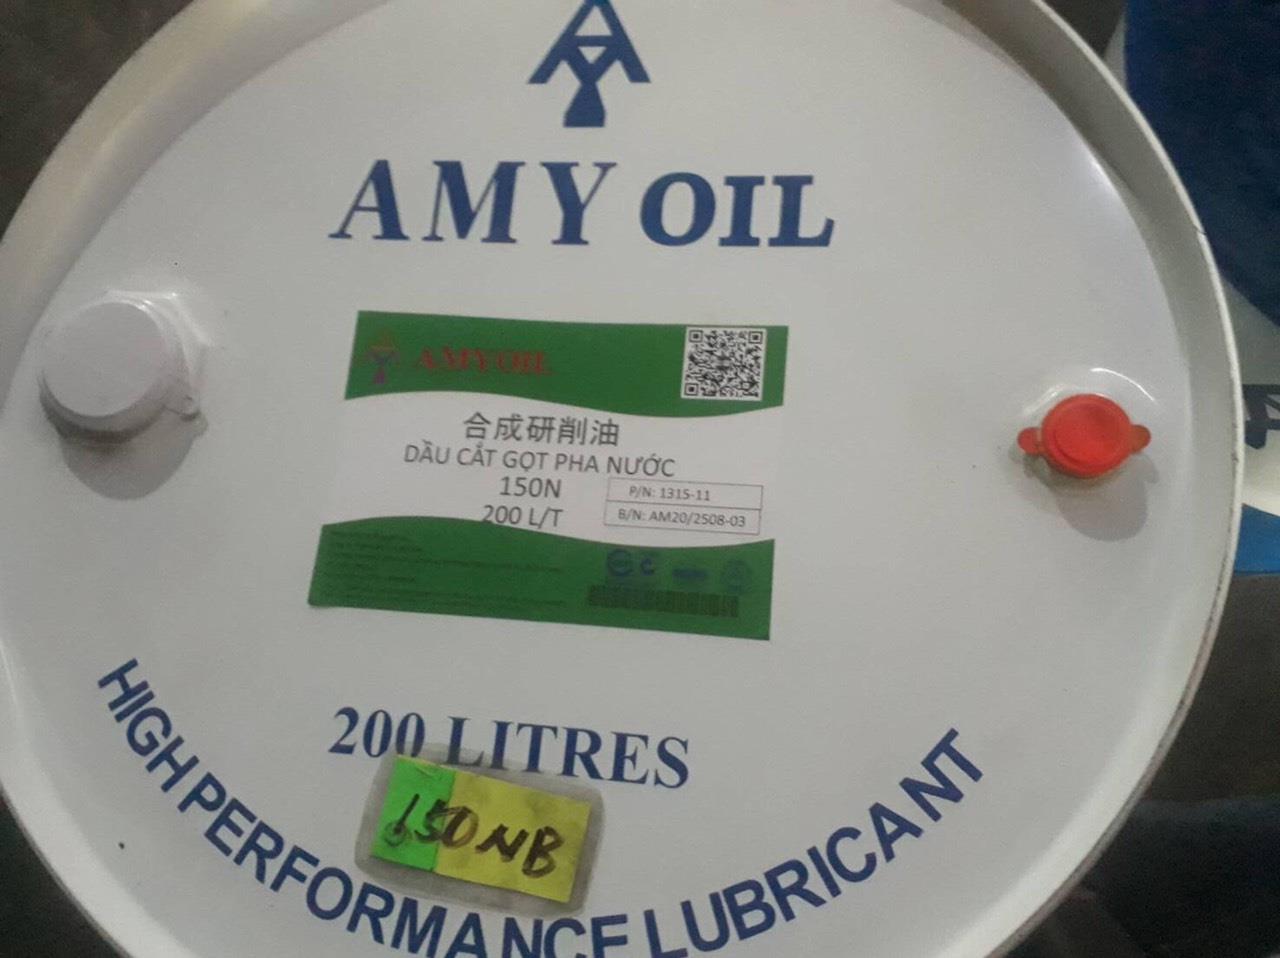 AMY OIL
AMY OIL
合成研削油
DẦU CẮT GỌT PHA NƯỚC
150N
200 L/T
P/N: 1315-11
B/N: AM20/2508-03
200 LITRES
150NB
HIGH PERFORMANCE LUBRICANT